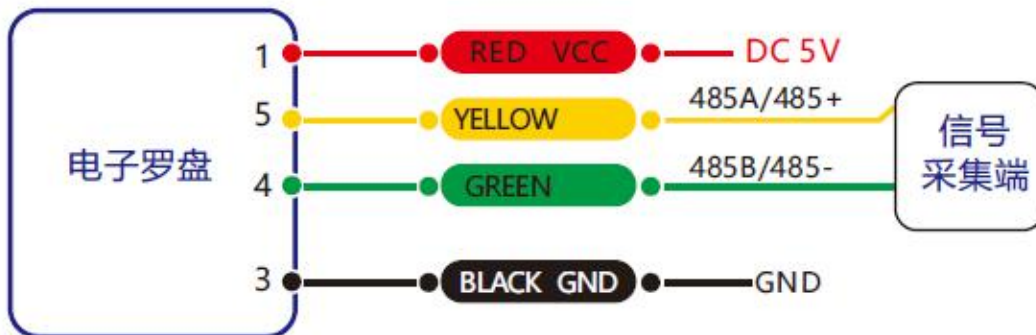 1 RED VCC DC 5V
5 YELLOW 485A/485+
电子罗盘
4 GREEN 485B/485-
信号
采集端
3 BLACK GND GND